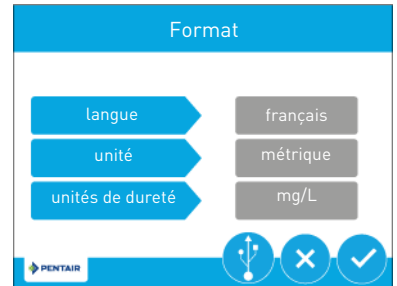 Format
langue
français
unité
métrique
unités de dureté
mg/L
PENTAIR